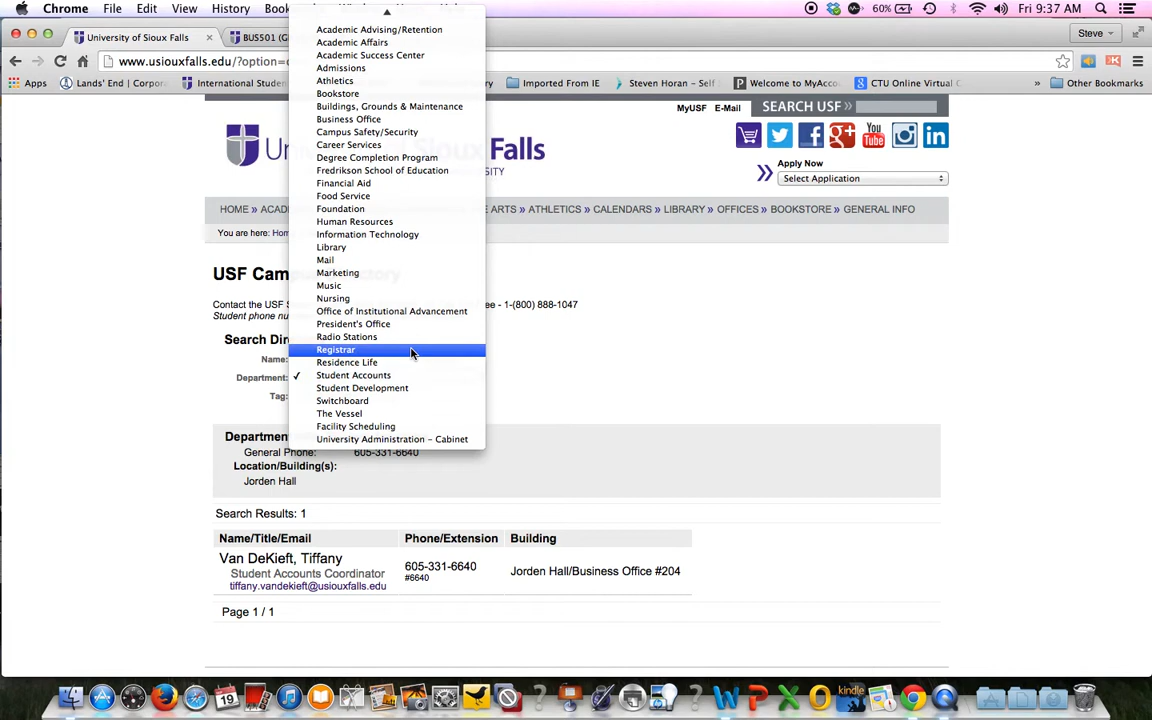 Chrome File Edit View History Book
60% Fri 9:37 AM
University of Sioux Falls
BUS501 (G
Steve
www.usiouxfalls.edu/?option=c
Apps
Lands' End | Corpora
International Student
Imported From IE
Steven Horan - Self
Welcome to MyAcco
CTU Online Virtual C
Other Bookmarks
MyUSF E-Mail SEARCH USF »
Apply Now
Select Application
You Tube
Falls
HOME » ACAD
E ARTS » ATHLETICS » CALENDARS » LIBRARY » OFFICES » BOOKSTORE » GENERAL INFO
You are here: Hom
USF Cam
Contact the USF S
ee - 1-(800) 888-1047
Student phone nu
Search Dir
Name:
Department:
Tag:
Academic Advising/Retention
Academic Affairs
Academic Success Center
Admissions
Athletics
Bookstore
Buildings, Grounds & Maintenance
Business Office
Campus Safety/Security
Career Services
Degree Completion Program
Fredrikson School of Education
Financial Aid
Food Service
Foundation
Human Resources
Information Technology
Library
Mail
Marketing
Music
Nursing
Office of Institutional Advancement
President's Office
Radio Stations
Registrar
Residence Life
✓ Student Accounts
Student Development
Switchboard
The Vessel
Facility Scheduling
University Administration – Cabinet
Department
General Phone: 605-331-6640
Location/Building(s):
Jorden Hall
Search Results: 1
Name/Title/Email Phone/Extension Building
Van DeKieft, Tiffany
Student Accounts Coordinator
tiffany.vandekieft@usiouxfalls.edu
605-331-6640
#6640
Jorden Hall/Business Office #204
Page 1 / 1
19
kindle